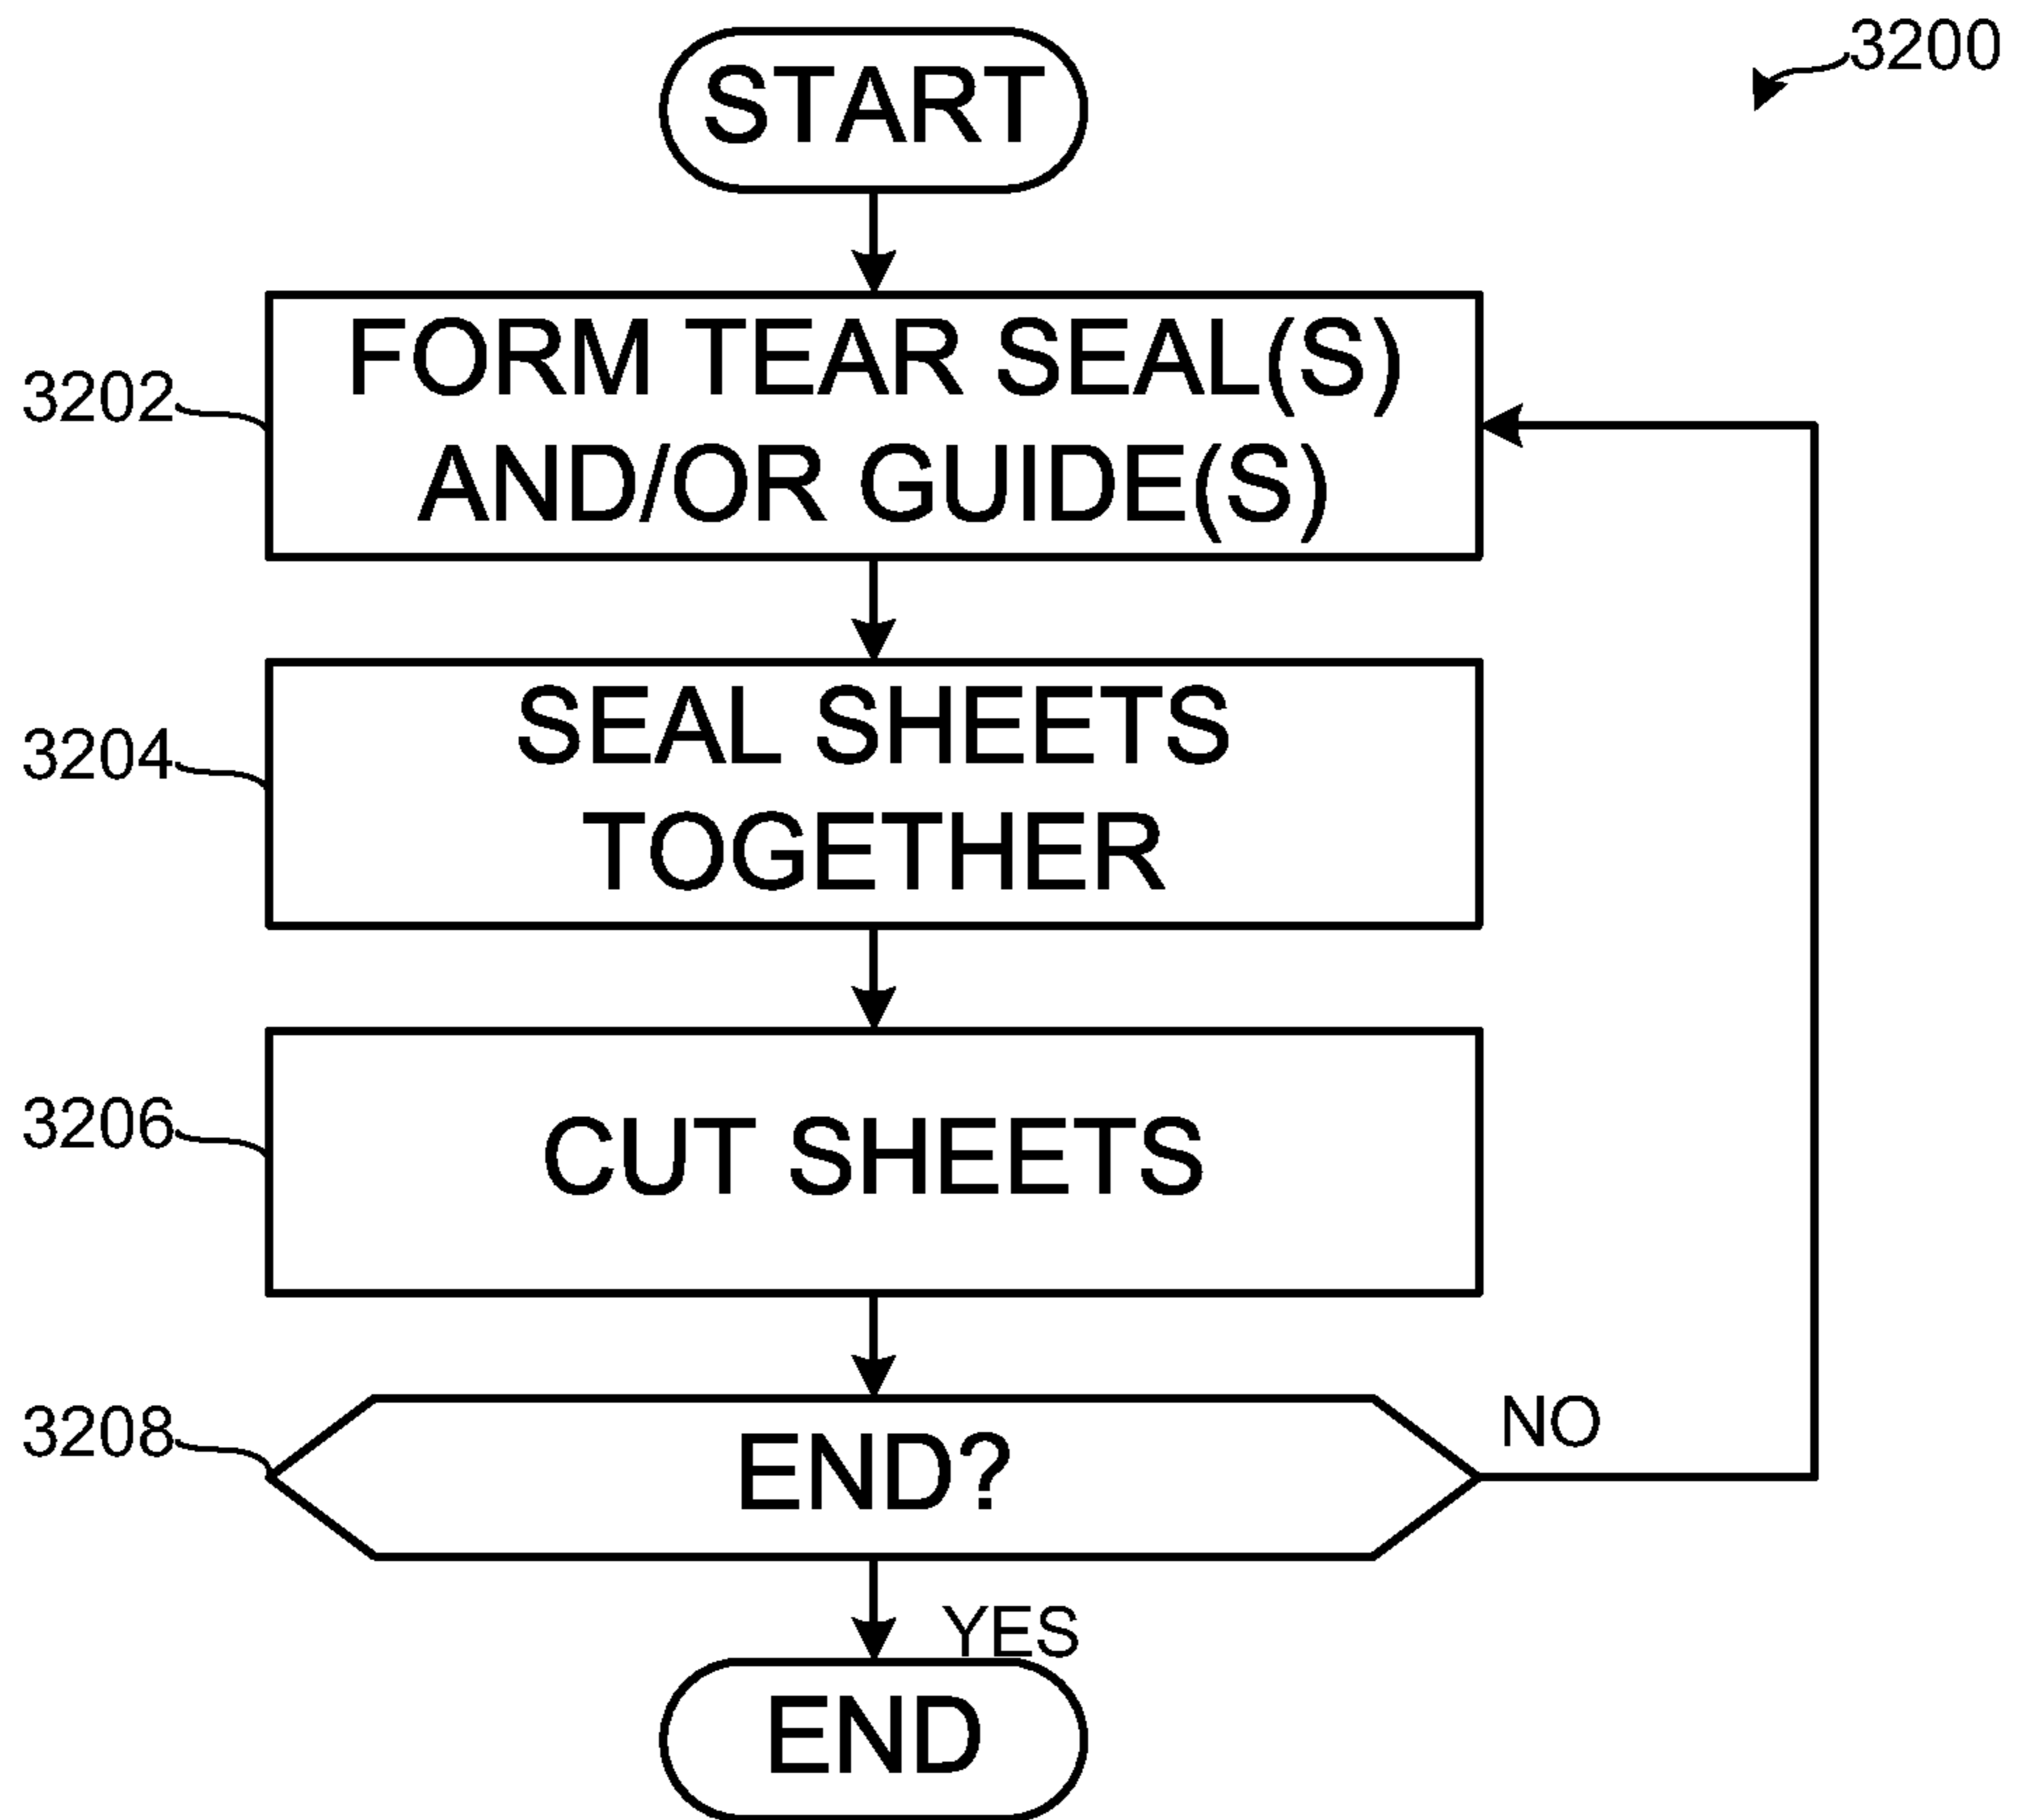 START
3200
FORM TEAR SEAL(S)
AND/OR GUIDE(S)
3202
SEAL SHEETS
TOGETHER
3204
CUT SHEETS
3206
END?
3208
NO
YES
END